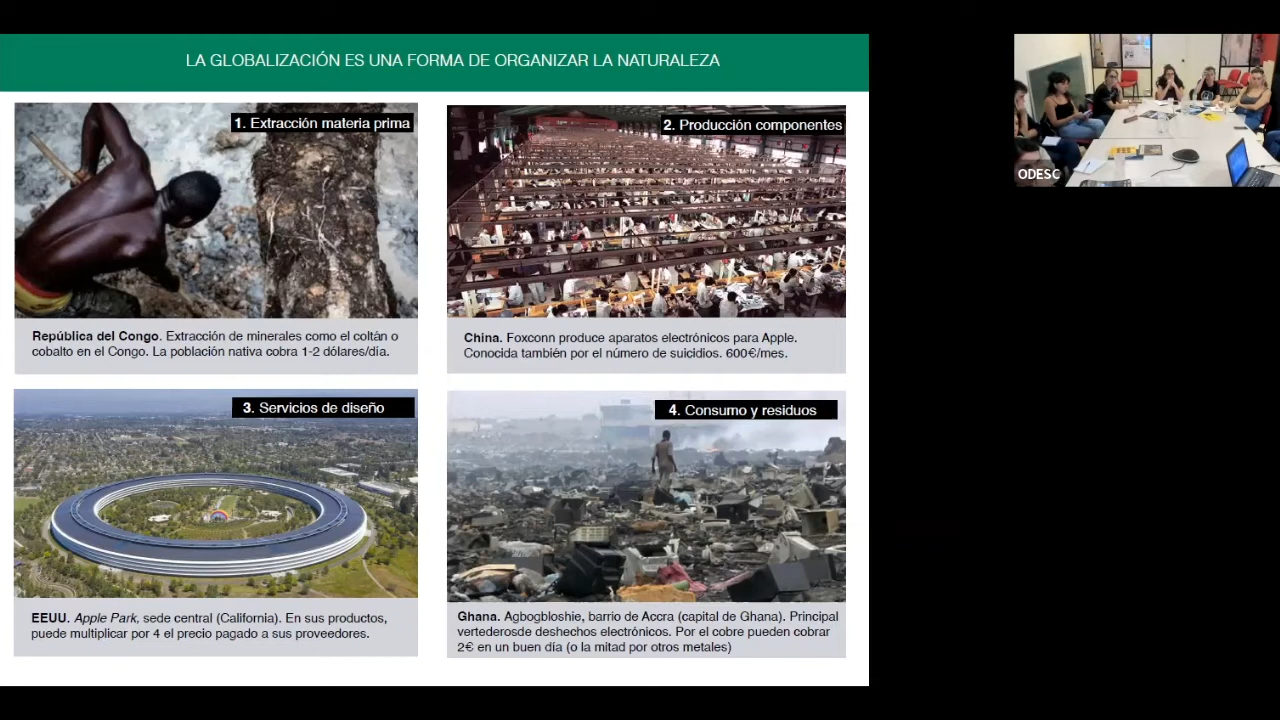 LA GLOBALIZACIÓN ES UNA FORMA DE ORGANIZAR LA NATURALEZA
1. Extracción materia prima
República del Congo. Extracción de minerales como el coltán o
cobalto en el Congo. La población nativa cobra 1-2 dólares/día.
2. Producción componentes
China. Foxconn produce aparatos electrónicos para Apple.
Conocida también por el número de suicidios. 600€/mes.
3. Servicios de diseño
EEUU. Apple Park, sede central (California). En sus productos,
puede multiplicar por 4 el precio pagado a sus proveedores.
4. Consumo y residuos
Ghana. Agbogbloshie, barrio de Accra (capital de Ghana). Principal
vertederosde deshechos electrónicos. Por el cobre pueden cobrar
2€ en un buen día (o la mitad por otros metales)
ODESC